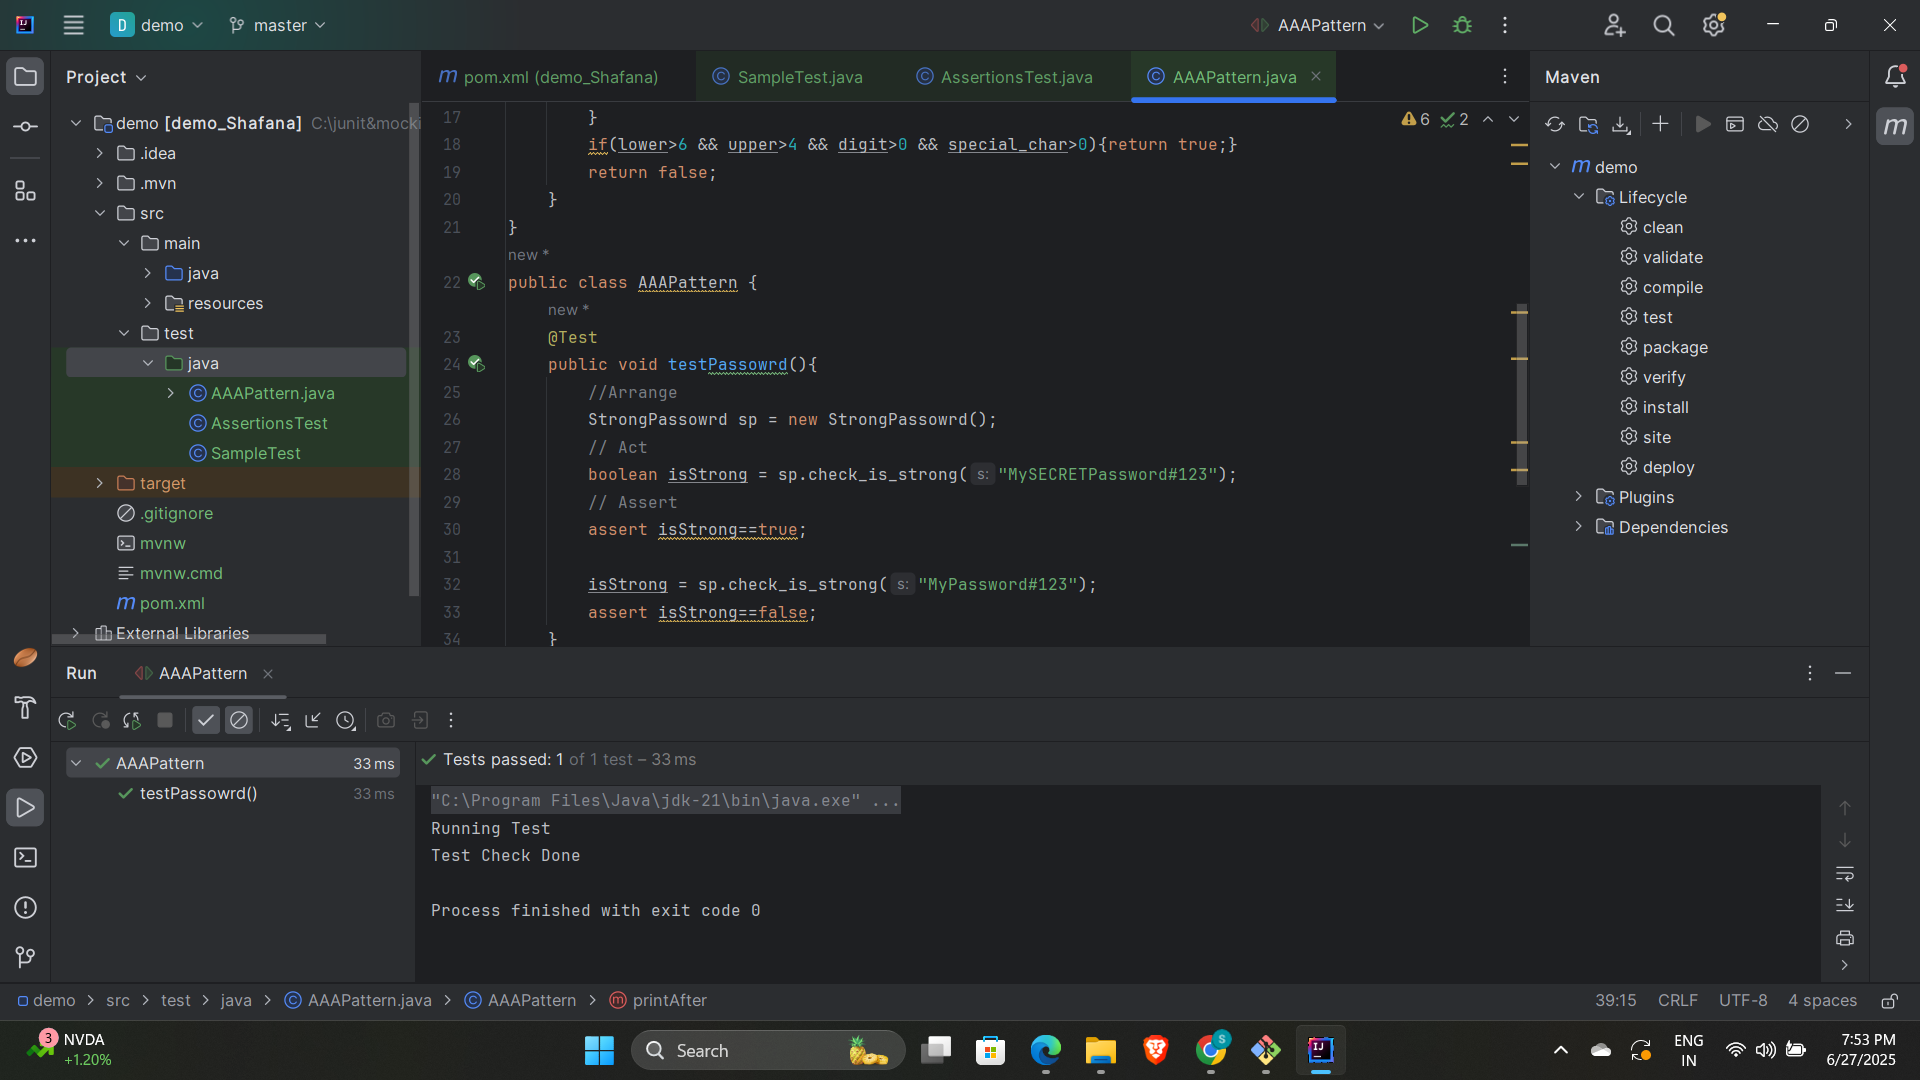 D demo master AAAPattern
Project
demo [demo_Shafana] C:\junit&mocki
.idea
.mvn
src
main
java
resources
test
java
AAAPattern.java
AssertionsTest
SampleTest
target
.gitignore
mvnw
mvnw.cmd
pom.xml
External Libraries
pom.xml (demo_Shafana) SampleTest.java AssertionsTest.java AAAPattern.java
6 2
17 }
18 if(lower>6 && upper>4 && digit>0 && special_char>0){return true;}
19 return false;
20 }
21 }
new *
22 public class AAAPattern {
new *
23 @Test
24 public void testPassowrd(){
25 //Arrange
26 StrongPassowrd sp = new StrongPassowrd();
27 // Act
28 boolean isStrong = sp.check_is_strong( s: "MySECRETPassword#123");
29 // Assert
30 assert isStrong==true;
31
32 isStrong = sp.check_is_strong( s: "MyPassword#123");
33 assert isStrong==false;
34 }
Maven
demo
Lifecycle
clean
validate
compile
test
package
verify
install
site
deploy
Plugins
Dependencies
Run AAAPattern
AAAPattern 33 ms
testPassowrd() 33 ms
Tests passed: 1 of 1 test – 33 ms
"C:\Program Files\Java\jdk-21\bin\java.exe" ...
Running Test
Test Check Done
Process finished with exit code 0
demo > src > test > java > AAAPattern.java > AAAPattern > printAfter
39:15 CRLF UTF-8 4 spaces
3 NVDA
+1.20%
Search
ENG
IN
7:53 PM
6/27/2025